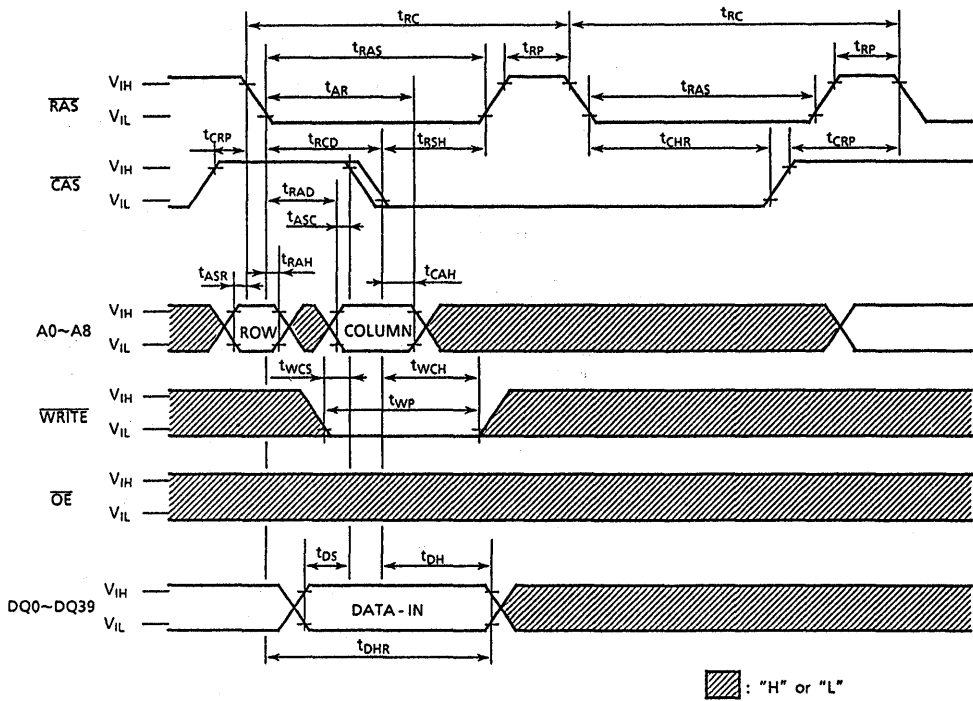 tRC tRC
tRAS tRP tRP
tAR tRAS
RAS VIH
VIL
tCRP tRCD tRSH tCHR tCRP
CAS VIH
VIL
tRAD
tASC
tASR tRAH tCAH
A0~A8 VIH
VIL
ROW COLUMN
tWCS tWCH
WRITE VIH
VIL
tWP
OE VIH
VIL
tDS tDH
DQ0~DQ39 VIH
VIL
DATA-IN
tDHR
: "H" or "L"